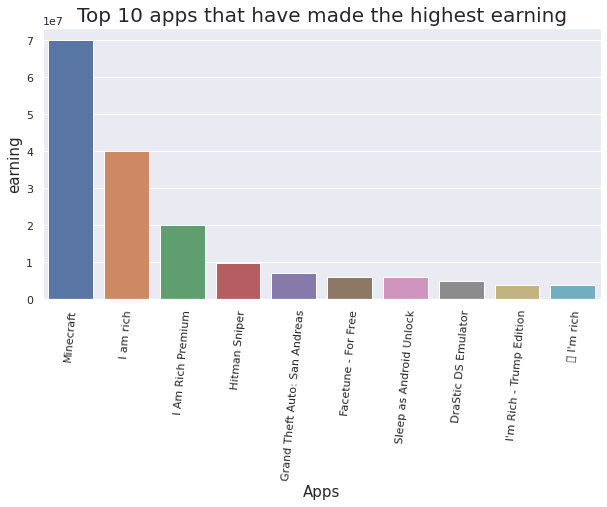 Top 10 apps that have made the highest earning
1e7
7
6
5
4
3
2
1
0
earning
Minecraft
I am rich
I Am Rich Premium
Hitman Sniper
Grand Theft Auto: San Andreas
Facetune - For Free
Sleep as Android Unlock
DraStic DS Emulator
I'm Rich - Trump Edition
I'm rich
Apps